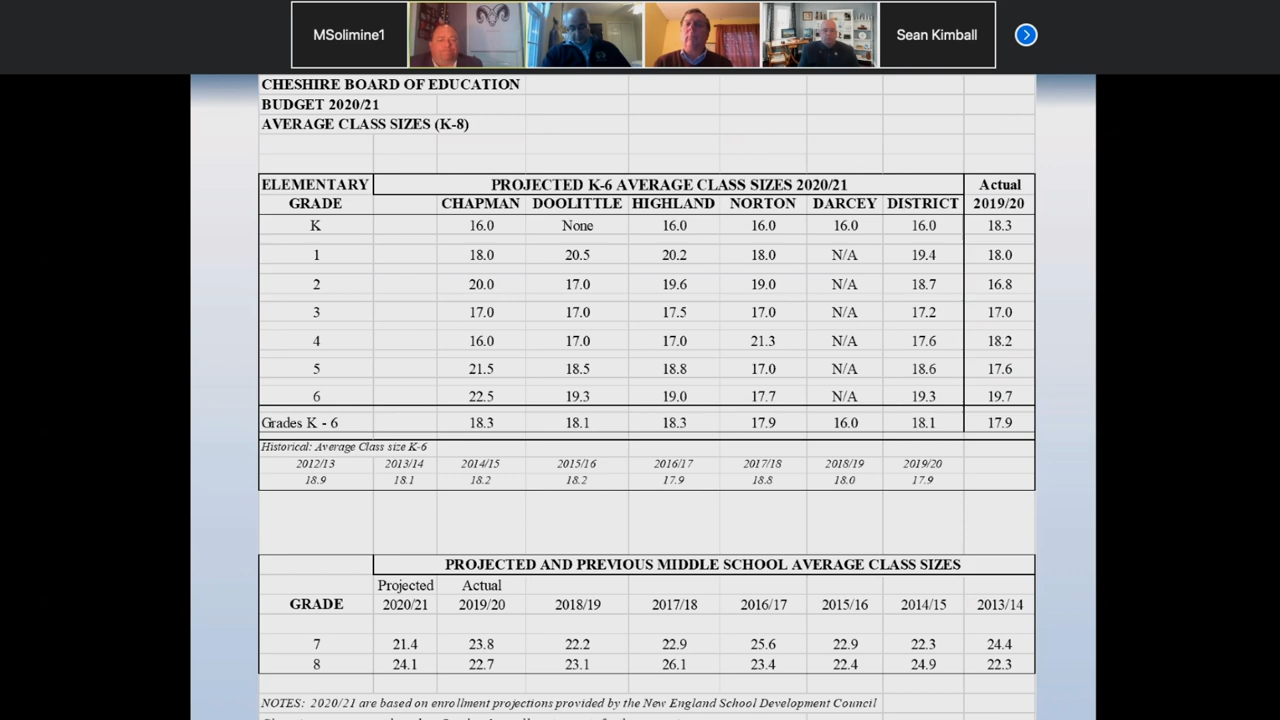 MSolimine1
Sean Kimball
CHESHIRE BOARD OF EDUCATION
BUDGET 2020/21
AVERAGE CLASS SIZES (K-8)
ELEMENTARY PROJECTED K-6 AVERAGE CLASS SIZES 2020/21 Actual
GRADE CHAPMAN DOOLITTLE HIGHLAND NORTON DARCEY DISTRICT 2019/20
K 16.0 None 16.0 16.0 16.0 16.0 18.3
1 18.0 20.5 20.2 18.0 N/A 19.4 18.0
2 20.0 17.0 19.6 19.0 N/A 18.7 16.8
3 17.0 17.0 17.5 17.0 N/A 17.2 17.0
4 16.0 17.0 17.0 21.3 N/A 17.6 18.2
5 21.5 18.5 18.8 17.0 N/A 18.6 17.6
6 22.5 19.3 19.0 17.7 N/A 19.3 19.7
Grades K - 6 18.3 18.1 18.3 17.9 16.0 18.1 17.9
Historical: Average Class size K-6
2012/13 2013/14 2014/15 2015/16 2016/17 2017/18 2018/19 2019/20
18.9 18.1 18.2 18.2 17.9 18.8 18.0 17.9
PROJECTED AND PREVIOUS MIDDLE SCHOOL AVERAGE CLASS SIZES
Projected Actual
GRADE 2020/21 2019/20 2018/19 2017/18 2016/17 2015/16 2014/15 2013/14
7 21.4 23.8 22.2 22.9 25.6 22.9 22.3 24.4
8 24.1 22.7 23.1 26.1 23.4 22.4 24.9 22.3
NOTES: 2020/21 are based on enrollment projections provided by the New England School Development Council